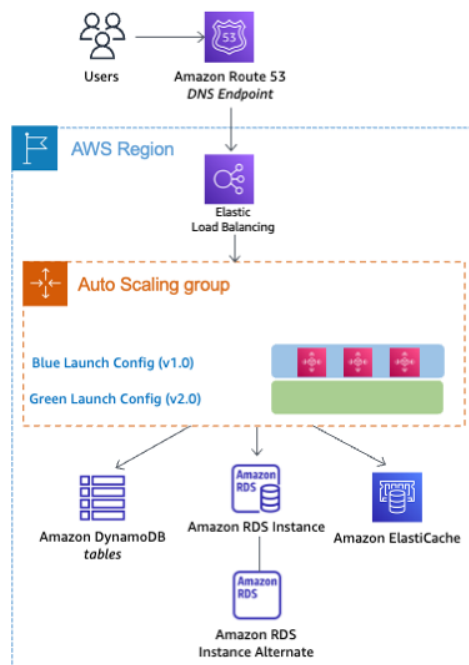 53
Users
Amazon Route 53
DNS Endpoint
AWS Region
Elastic
Load Balancing
Auto Scaling group
Blue Launch Config (v1.0)
Green Launch Config (v2.0)
Amazon
RDS
Amazon DynamoDB
tables
Amazon RDS Instance
Amazon ElastiCache
Amazon
RDS
Amazon RDS
Instance Alternate